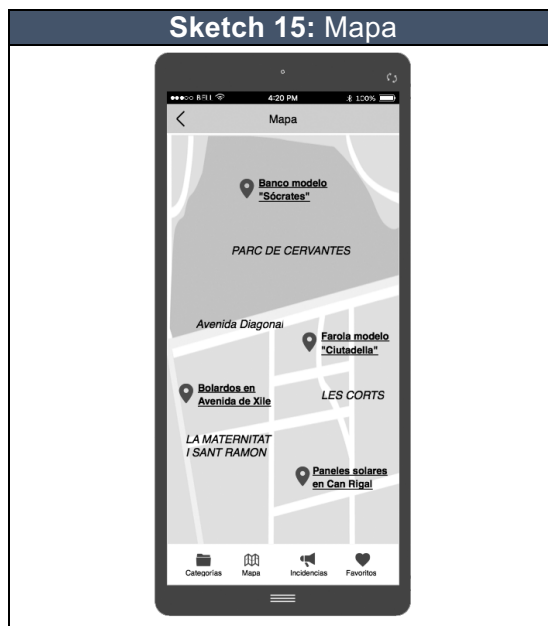 Sketch 15: Mapa
BELL 4:20 PM 100%
Mapa
Banco modelo
"Sócrates"
PARC DE CERVANTES
Avenida Diagonal
Farola modelo
"Ciutadella"
Bolardos en
Avenida de Xile
LES CORTS
LA MATERNITAT
I SANT RAMON
Paneles solares
en Can Rigal
Categorías Mapa Incidencias Favoritos